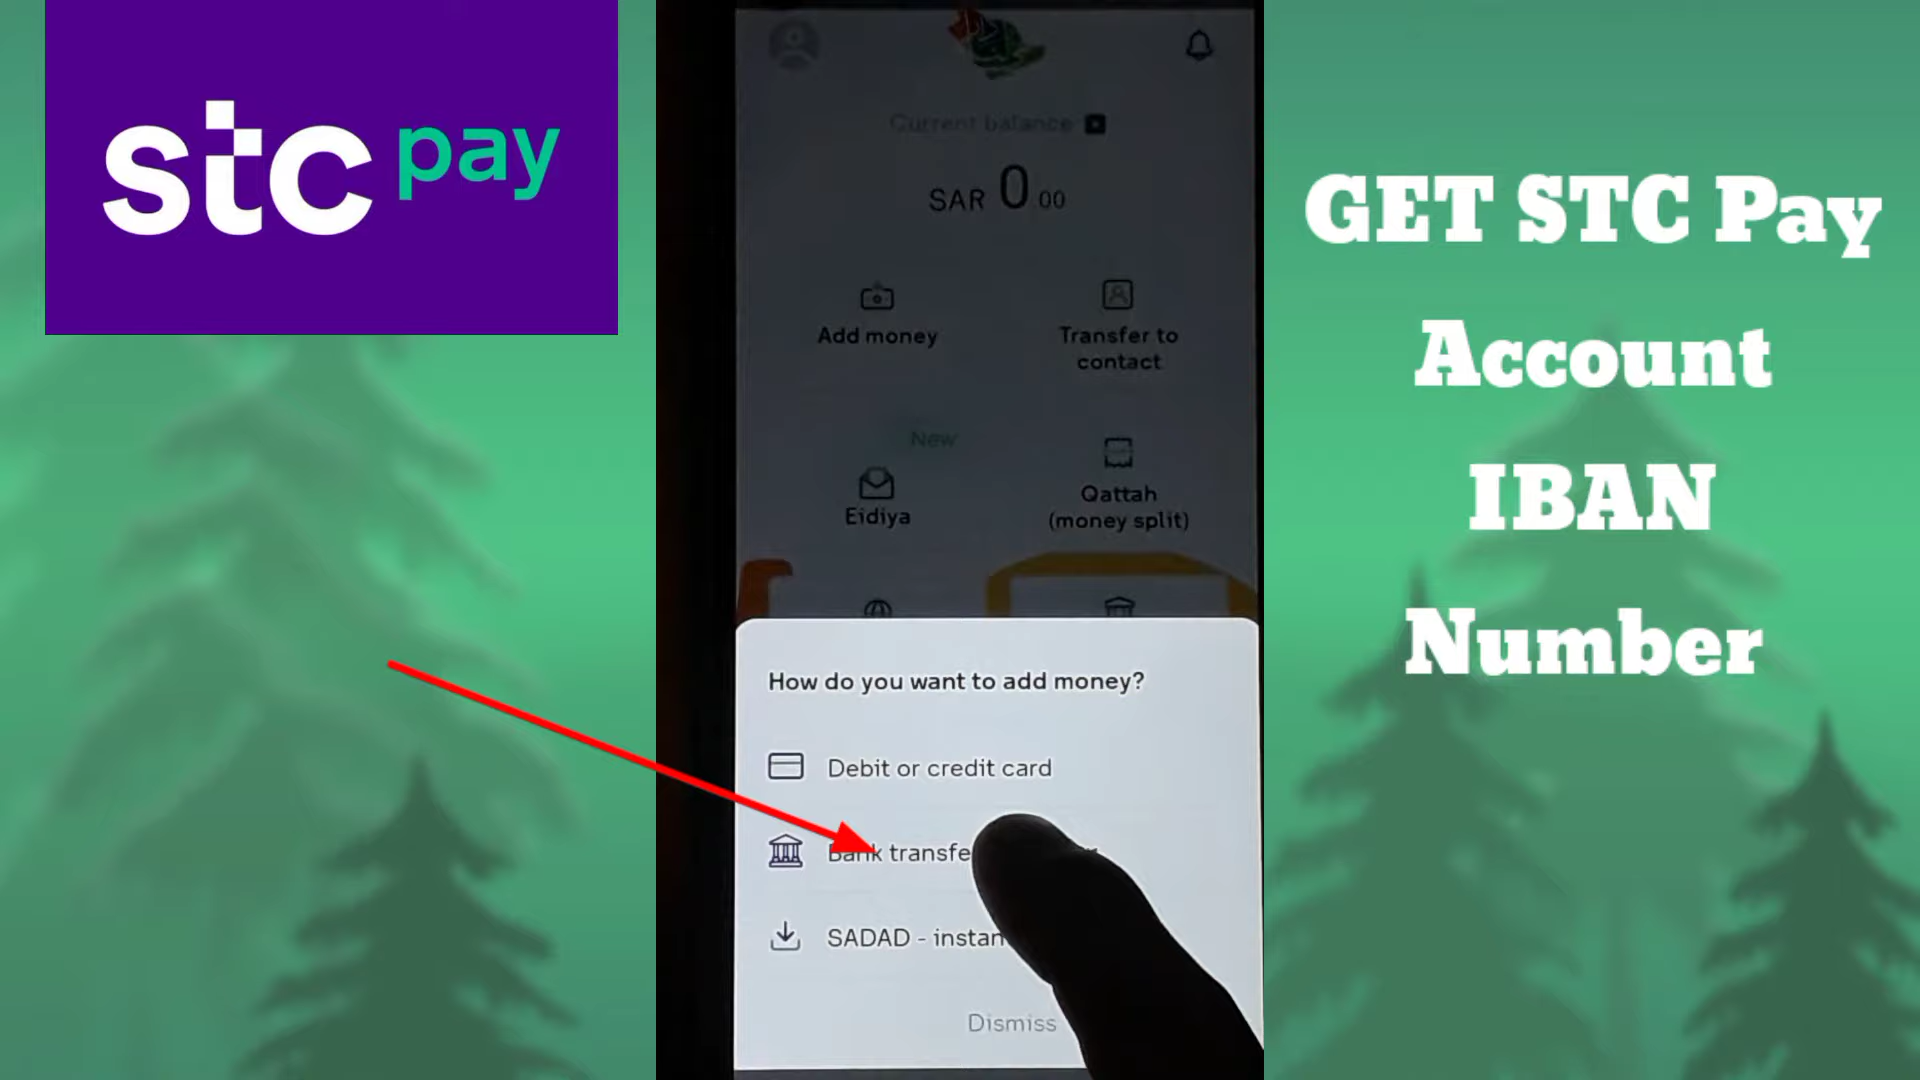 stc pay
Current balance
SAR 0.00
Add money
Transfer to
contact
New
Eidiya
Qattah
(money split)
How do you want to add money?
Debit or credit card
Bank
SADAD -
Dismiss
GET STC Pay
Account
IBAN
Number